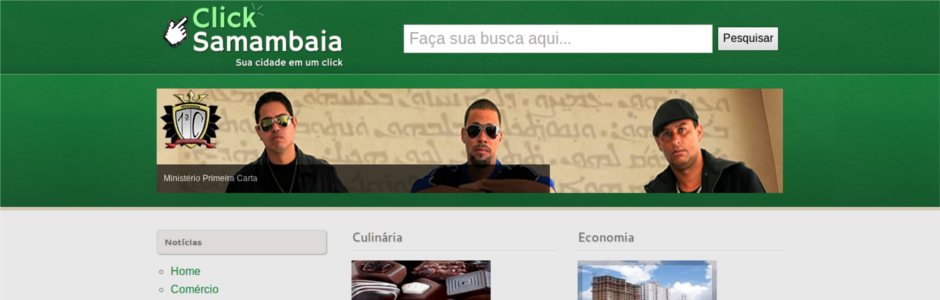 Click
Samambaia
Sua cidade em um click
Faça sua busca aqui...
Pesquisar
1ªC
Ministério Primeira Carta
Notícias
Home
Comércio
Culinária
Economia